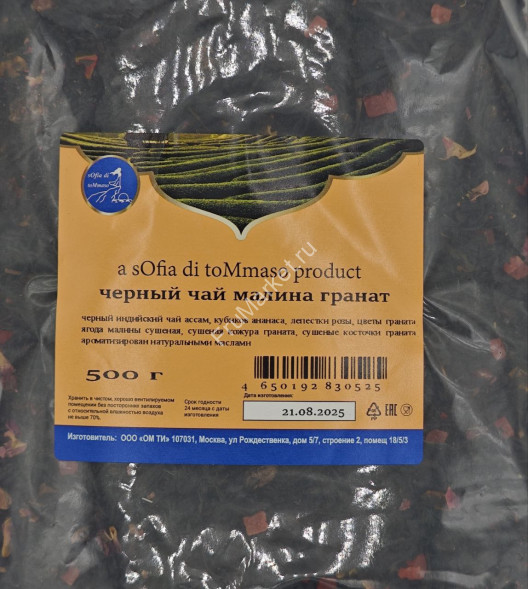 sOfia di
toMmaso
a sOfia di toMmaso product
черный чай малина гранат
черный индийский чай ассам, кубики ананаса, лепестки розы, цветы граната
ягода малины сушеная, сушеная кожура граната, сушеные косточки граната
ароматизирован натуральными маслами
500 г
4 650192 830525
Дата изготовления:
21.08.2025
Хранить в чистом, хорошо вентилируемом
помещении без посторонних запахов
с относительной влажностью воздуха
не выше 70%.
Срок годности
24 месяца с даты
изготовления
EAC
Изготовитель: ООО «ОМ ТИ» 107031, Москва, ул Рождественка, дом 5/7, строение 2, помещ 18/5/3
ProMarket.ru